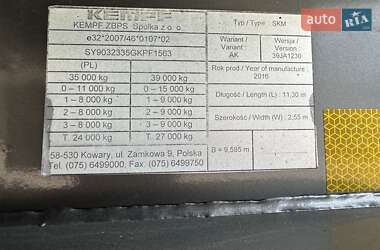 KEMPF
KEMPF ZBPS Spolka z o. o.
e32*2007/46*0107*02
SY9032335GKPF1563
(PL)
35 000 kg 39 000 kg
0 – 11 000 kg 0 – 15 000 kg
1 – 8 000 kg 1 – 9 000 kg
2 – 8 000 kg 2 – 9 000 kg
3 – 8 000 kg 3 – 9 000 kg
T. 24 000 kg T. 27 000 kg
58-530 Kowary, ul. Zamkowa 9, Polska
Tel. (075) 6499000, Fax. (075) 6499750
Typ / Type : SKM
Wariant / Variant : AK
Wersja / Version : 39JA1230
Rok prod / Year of manufacture
2016
Długość / Length (L) : 11,30 m
Szerokość / Width (W) : 2,55 m
B = 9,595 m
AUTO
RIA